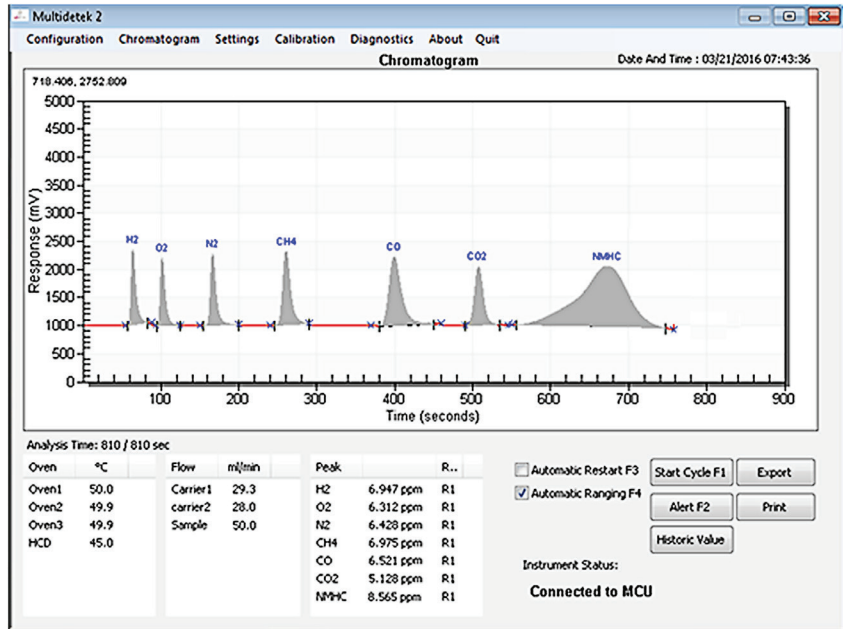 Multidetek 2
Configuration Chromatogram Settings Calibration Diagnostics About Quit
Chromatogram Date And Time : 03/21/2016 07:43:36
718.406, 2752.809
5000
4500
4000
3500
3000
2500
2000
1500
1000
500
0
Response (mV)
H2 O2 N2 CH4 CO CO2 NMHC
100 200 300 400 500 600 700 800 900
Time (seconds)
Analysis Time: 810 / 810 sec
Oven °C
Oven1 50.0
Oven2 49.9
Oven3 49.9
HCD 45.0
Flow ml/min
Carrier1 29.3
carrier2 28.0
Sample 50.0
Peak R..
H2 6.947 ppm R1
O2 6.312 ppm R1
N2 6.428 ppm R1
CH4 6.975 ppm R1
CO 6.521 ppm R1
CO2 5.128 ppm R1
NMHC 8.565 ppm R1
Automatic Restart F3
Automatic Ranging F4
Start Cycle F1 Export
Alert F2 Print
Historic Value
Instrument Status:
Connected to MCU